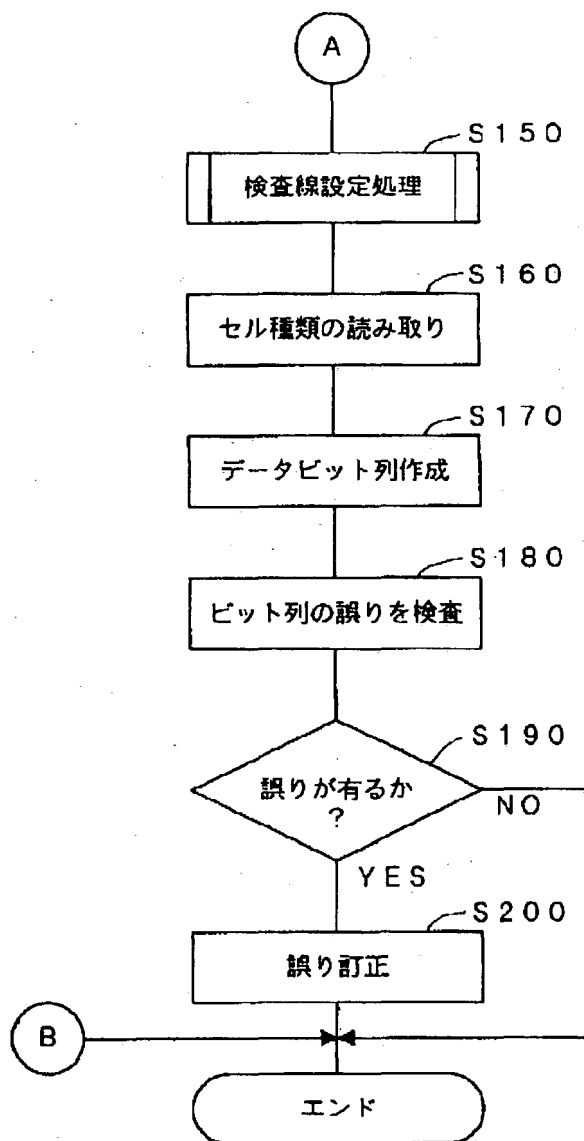 A
S150
検査線設定処理
S160
セル種類の読み取り
S170
データビット列作成
S180
ビット列の誤りを検査
S190
誤りが有るか
?
NO
YES
S200
誤り訂正
B
エンド